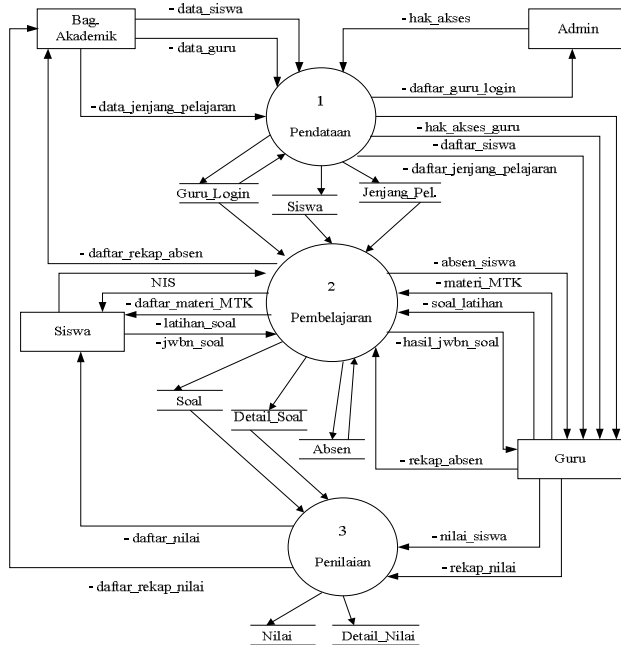 Bag.
Akademik
- data_siswa
- data_guru
- hak_akses
Admin
- daftar_guru_login
- data_jenjang_pelajaran
1
Pendataan
- hak_akses_guru
- daftar_siswa
- daftar_jenjang_pelajaran
Guru_Login
Siswa
Jenjang_Pel.
- daftar_rekap_absen
NIS
- daftar_materi_MTK
- latihan_soal
- jwbn_soal
Siswa
2
Pembelajaran
- absen_siswa
- materi_MTK
- soal_latihan
-hasil_jwbn_soal
Soal
Detail_Soal
Absen
- rekap_absen
Guru
3
Penilaian
- daftar_nilai
- daftar_rekap_nilai
- nilai_siswa
- rekap_nilai
Nilai
Detail_Nilai